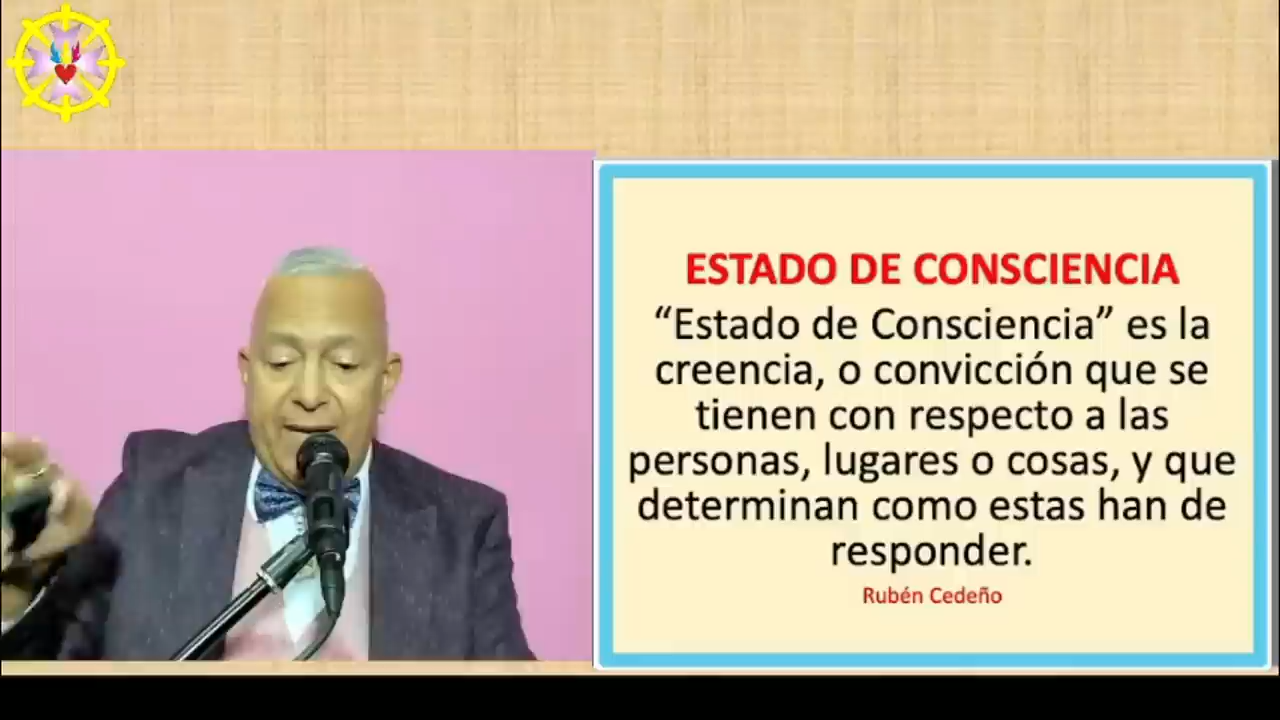 ESTADO DE CONSCIENCIA
“Estado de Consciencia” es la
creencia, o convicción que se
tienen con respecto a las
personas, lugares o cosas, y que
determinan como estas han de
responder.
Rubén Cedeño